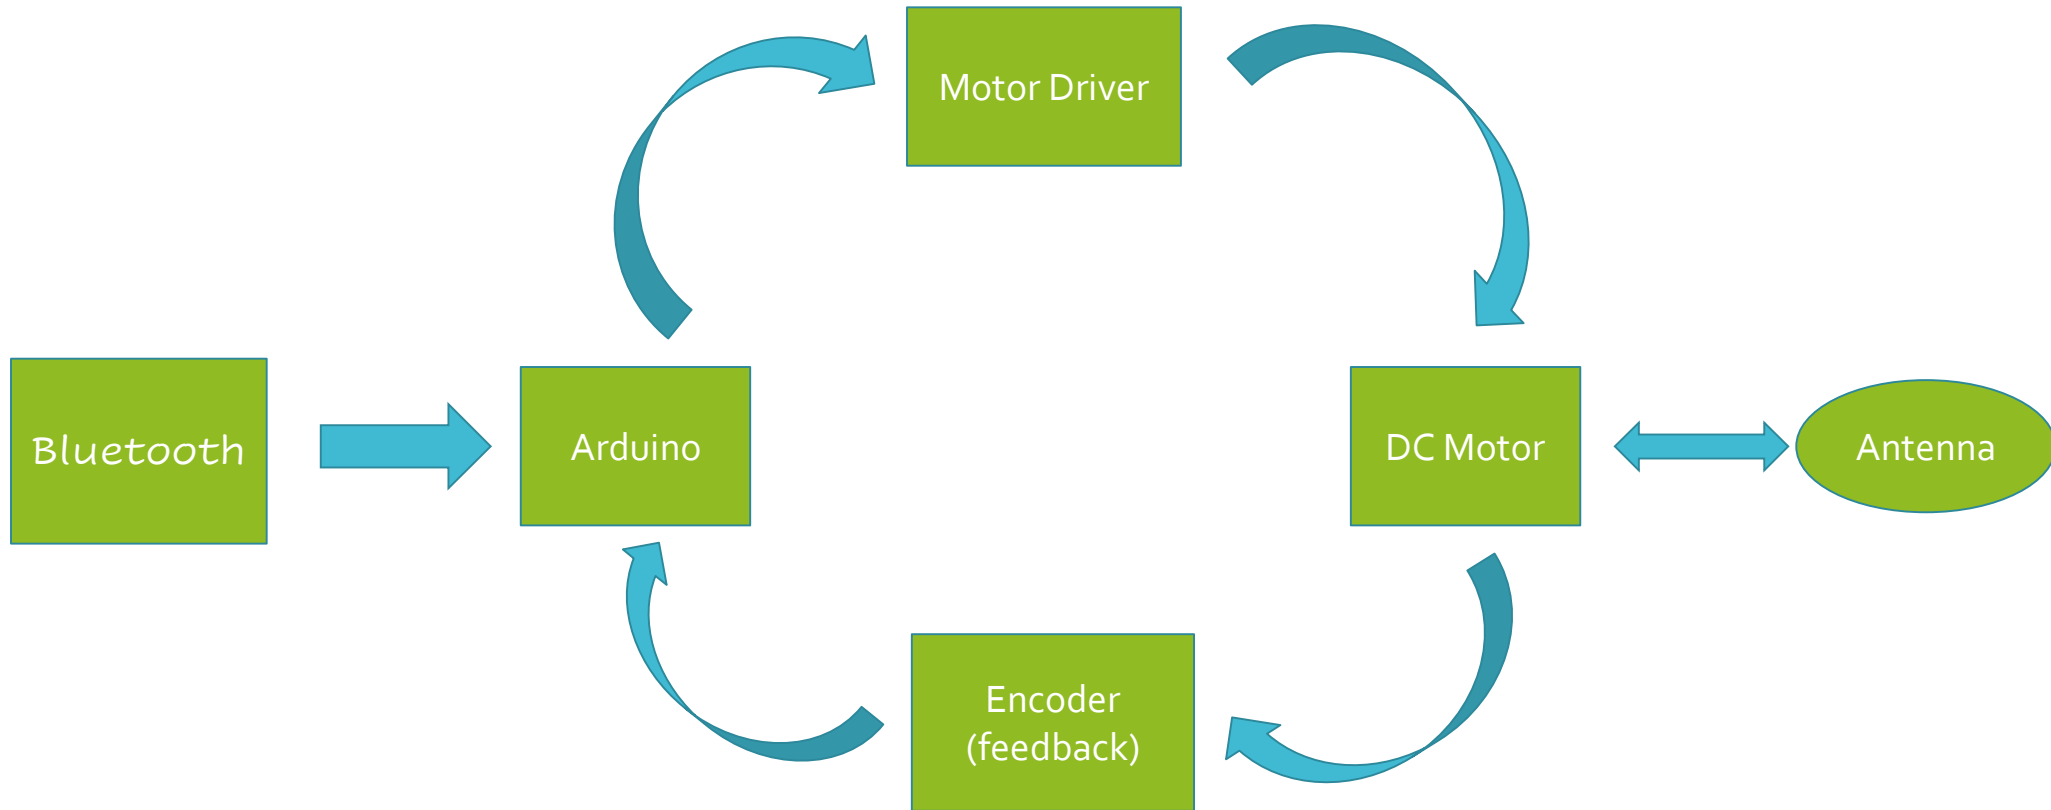 Motor Driver
Bluetooth
Arduino
DC Motor
Antenna
Encoder
(feedback)